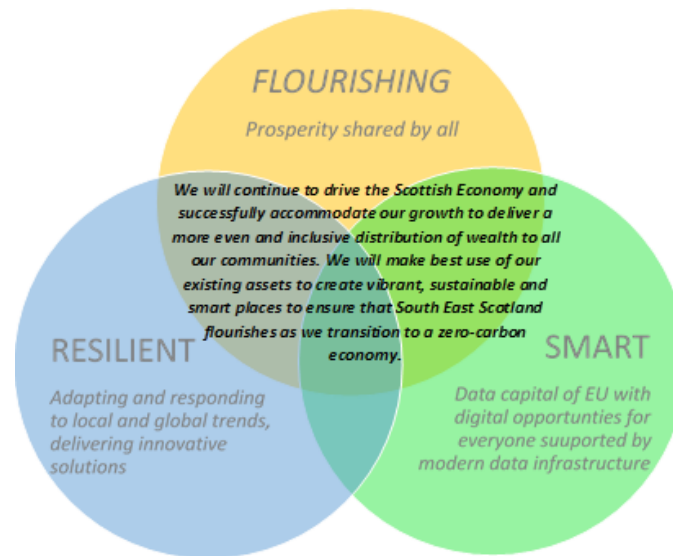 FLOURISHING
Prosperity shared by all
We will continue to drive the Scottish Economy and
successfully accommodate our growth to deliver a
more even and inclusive distribution of wealth to all
our communities. We will make best use of our
existing assets to create vibrant, sustainable and
smart places to ensure that South East Scotland
flourishes as we transition to a zero-carbon
economy.
RESILIENT
Adapting and responding
to local and global trends,
delivering innovative
solutions
SMART
Data capital of EU with
digital opportunties for
everyone suuported by
modern data infrastructure